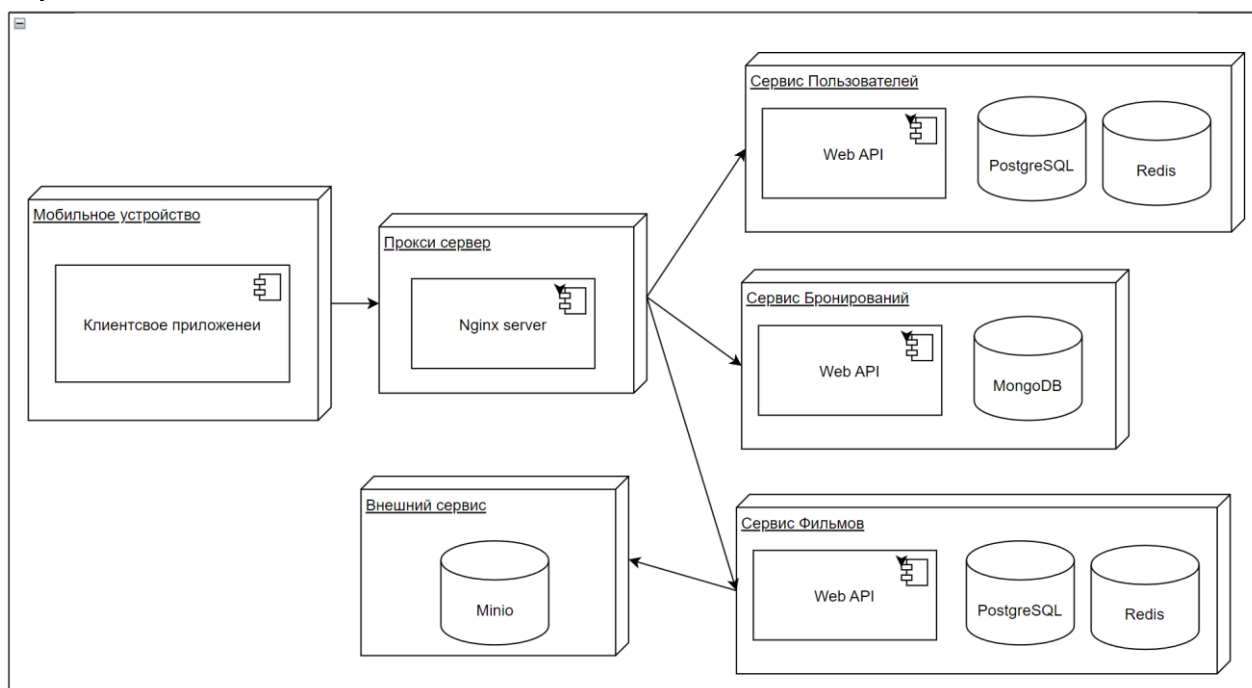 Мобильное устройство
Клиентсвое приложенеи
Прокси сервер
Nginx server
Сервис Пользователей
Web API
PostgreSQL
Redis
Сервис Бронирований
Web API
MongoDB
Внешний сервис
Minio
Сервис Фильмов
Web API
PostgreSQL
Redis